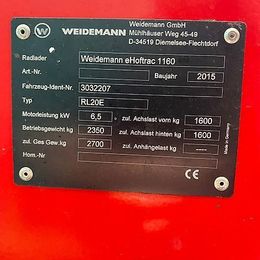 W WEIDEMANN
Weidemann GmbH
Mühlhäuser Weg 45-49
D-34519 Diemelsee-Flechtdorf
Radlader Weidemann eHoftrac 1160
Art.-Nr. Baujahr 2015
Fahrzeug-Ident-Nr. 3032207
Typ RL20E
Motorleistung kW 6,5 zul. Achslast vorn kg 1600
Betriebsgewicht kg 2350 zul. Achslast hinten kg 1600
zul. Ges Gew.kg 2700 zul. Anhängelast kg ----
Hom.-Nr. ---
CE
Made in Germany